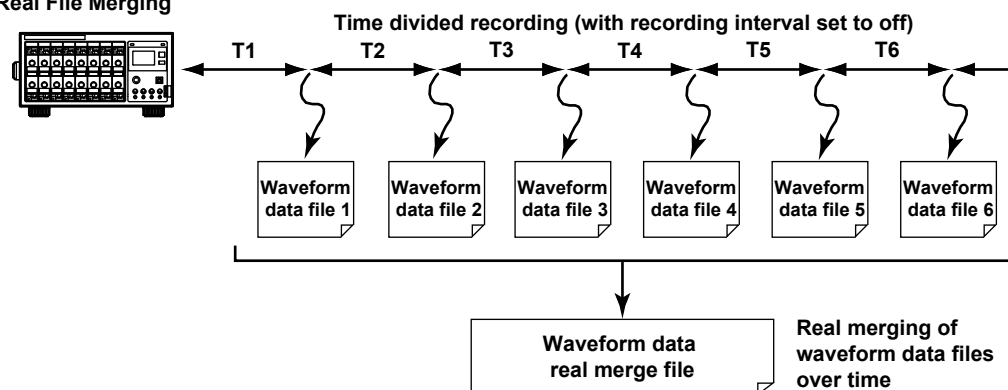 Real File Merging
Time divided recording (with recording interval set to off)
T1 T2 T3 T4 T5 T6
Waveform data file 1
Waveform data file 2
Waveform data file 3
Waveform data file 4
Waveform data file 5
Waveform data file 6
Waveform data
real merge file
Real merging of
waveform data files
over time